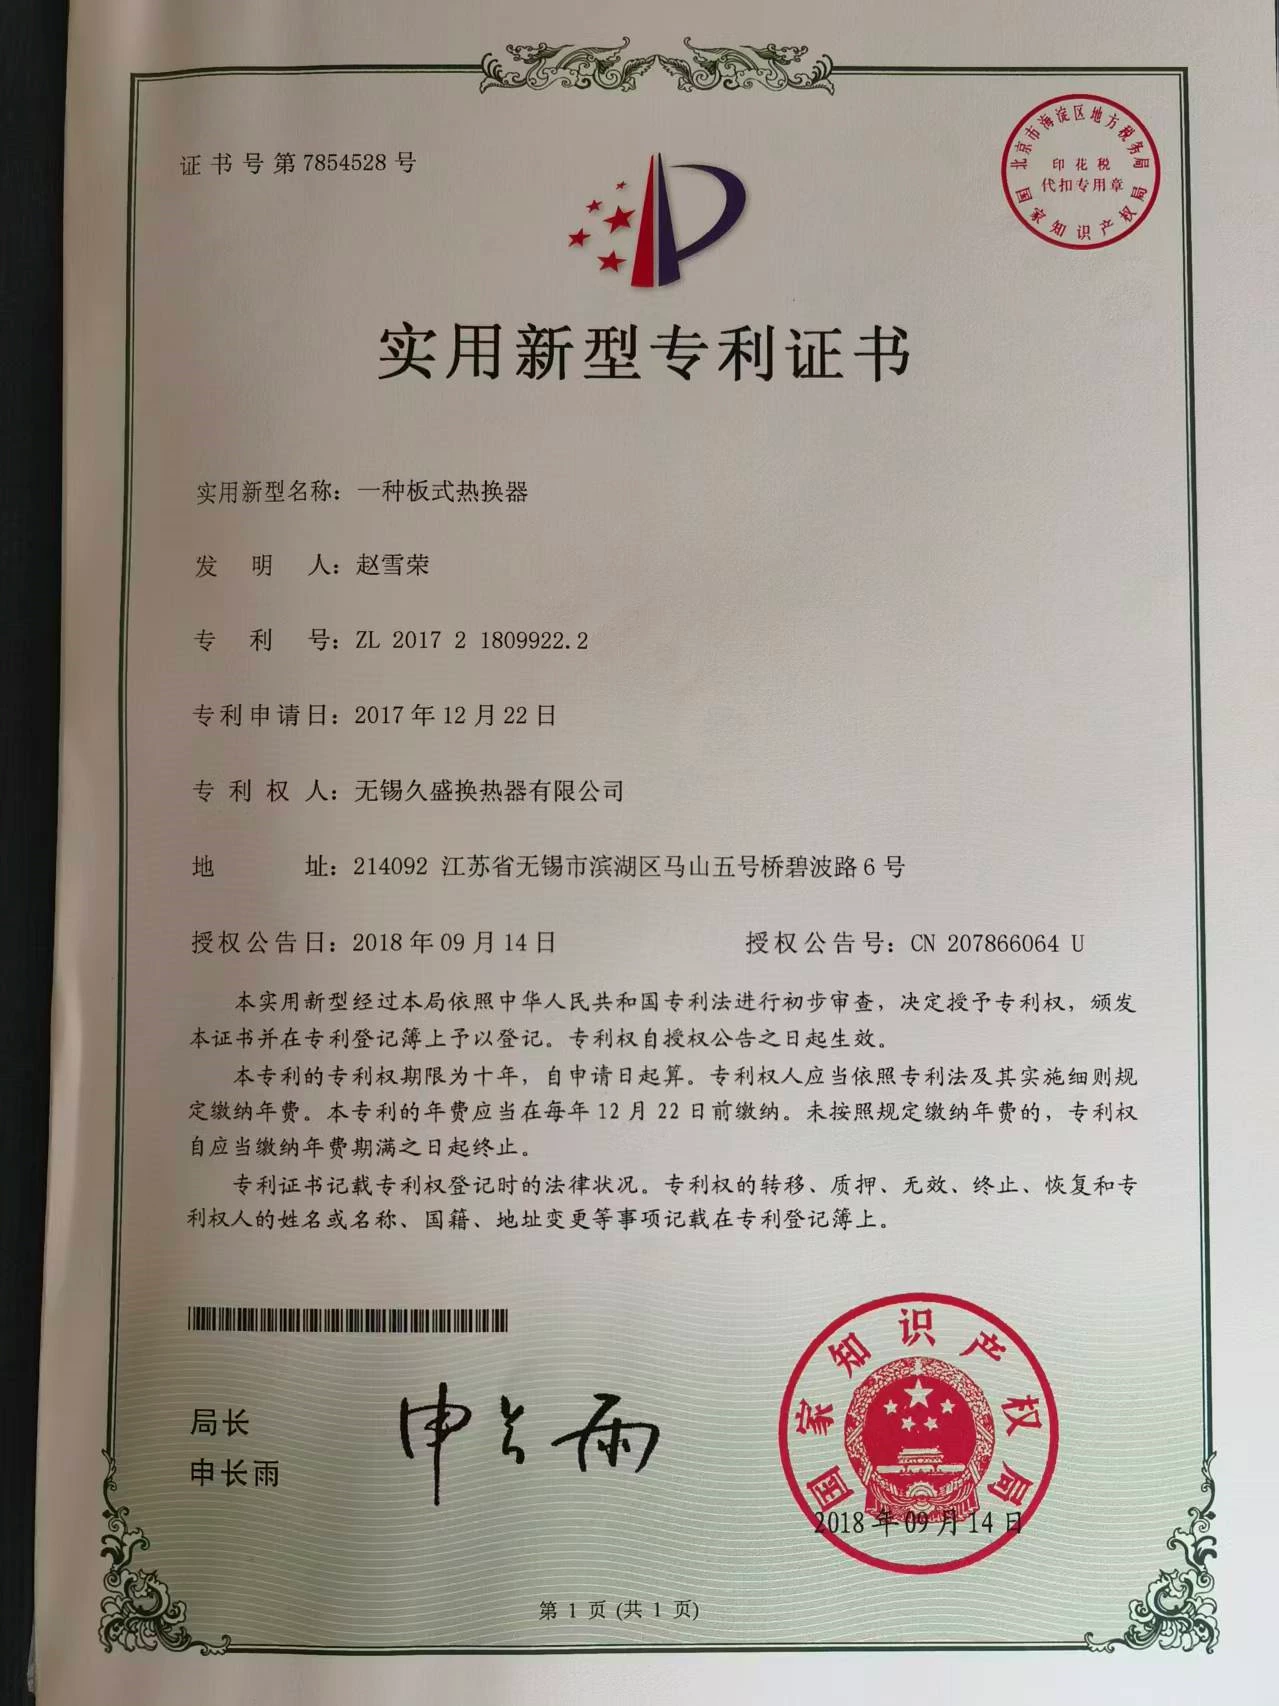 证书号第7854528号
北京市海淀区地方税务局
印花税
代扣专用章
国家知识产权局
实用新型专利证书
实用新型名称：一种板式热换器
发明人：赵雪荣
专利号：ZL 2017 2 1809922.2
专利申请日：2017年12月22日
专利权人：无锡久盛换热器有限公司
地址：214092 江苏省无锡市滨湖区马山五号桥碧波路6号
授权公告日：2018年09月14日 授权公告号：CN 207866064 U
本实用新型经过本局依照中华人民共和国专利法进行初步审查，决定授予专利权，颁发
本证书并在专利登记簿上予以登记。专利权自授权公告之日起生效。
本专利的专利权期限为十年，自申请日起算。专利权人应当依照专利法及其实施细则规
定缴纳年费。本专利的年费应当在每年12月22日前缴纳。未按照规定缴纳年费的，专利权
自应当缴纳年费期满之日起终止。
专利证书记载专利权登记时的法律状况。专利权的转移、质押、无效、终止、恢复和专
利权人的姓名或名称、国籍、地址变更等事项记载在专利登记簿上。
局长
申长雨
申长雨
国家知识产权局
2018年09月14日
第1页(共1页)